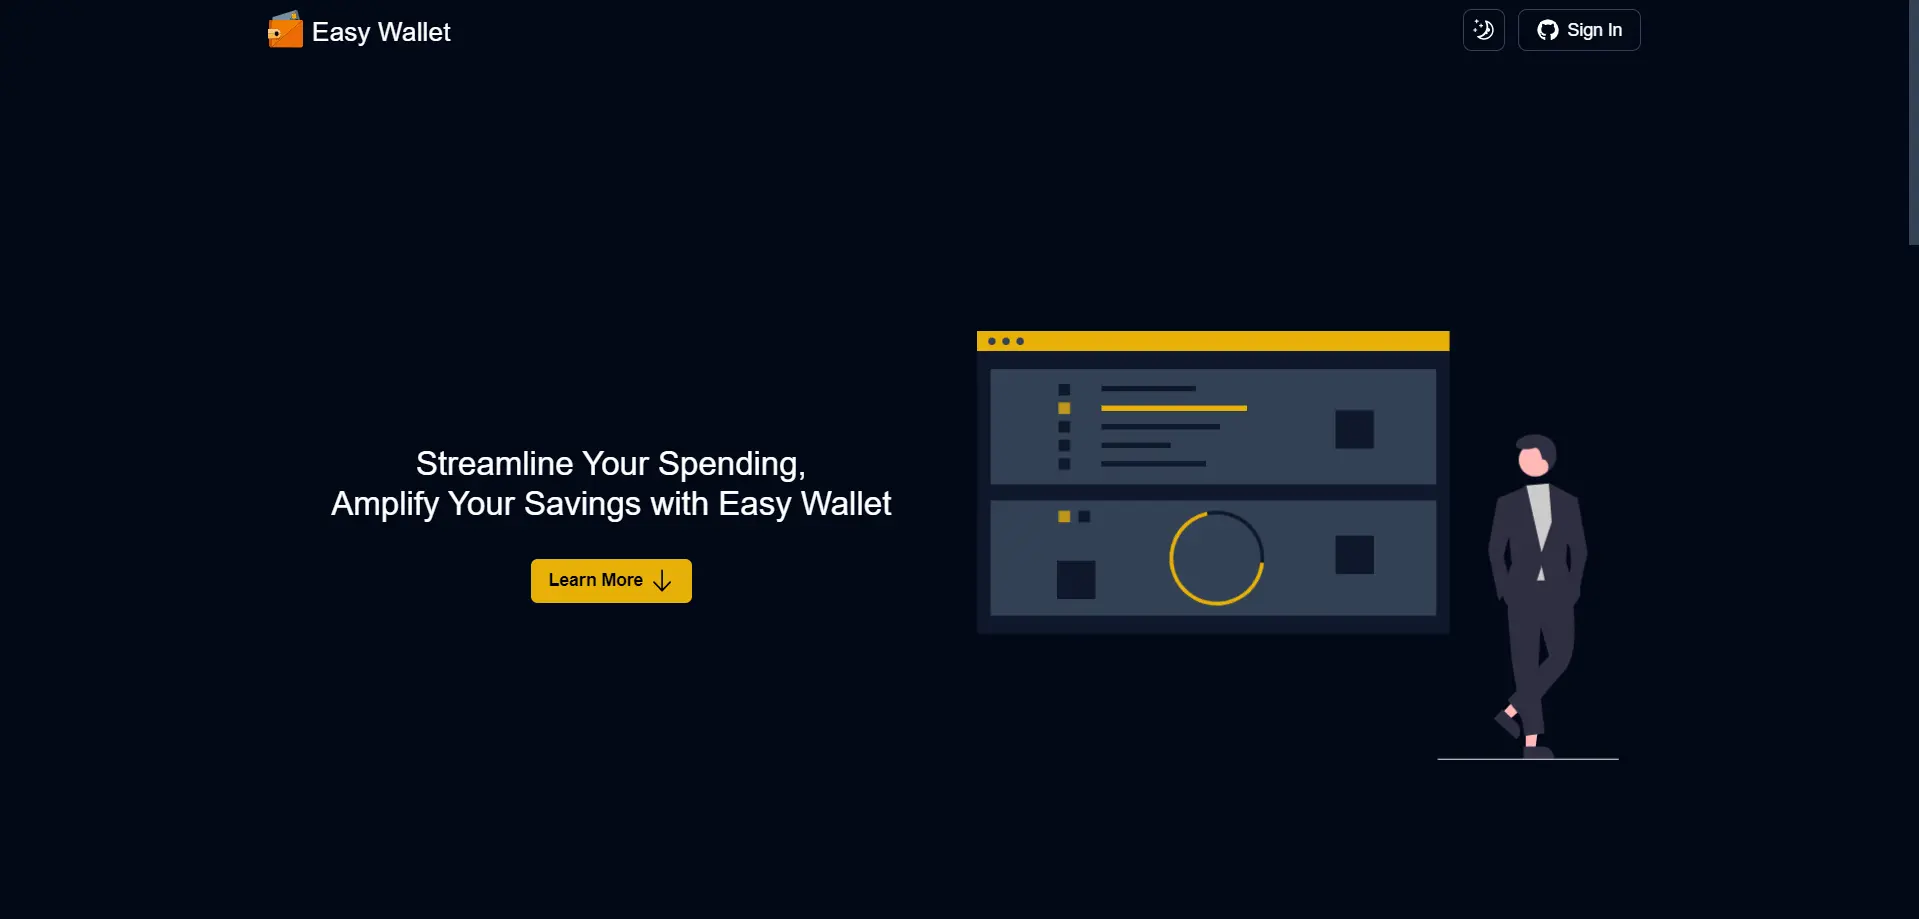 Easy Wallet
Sign In
Streamline Your Spending,
Amplify Your Savings with Easy Wallet
Learn More